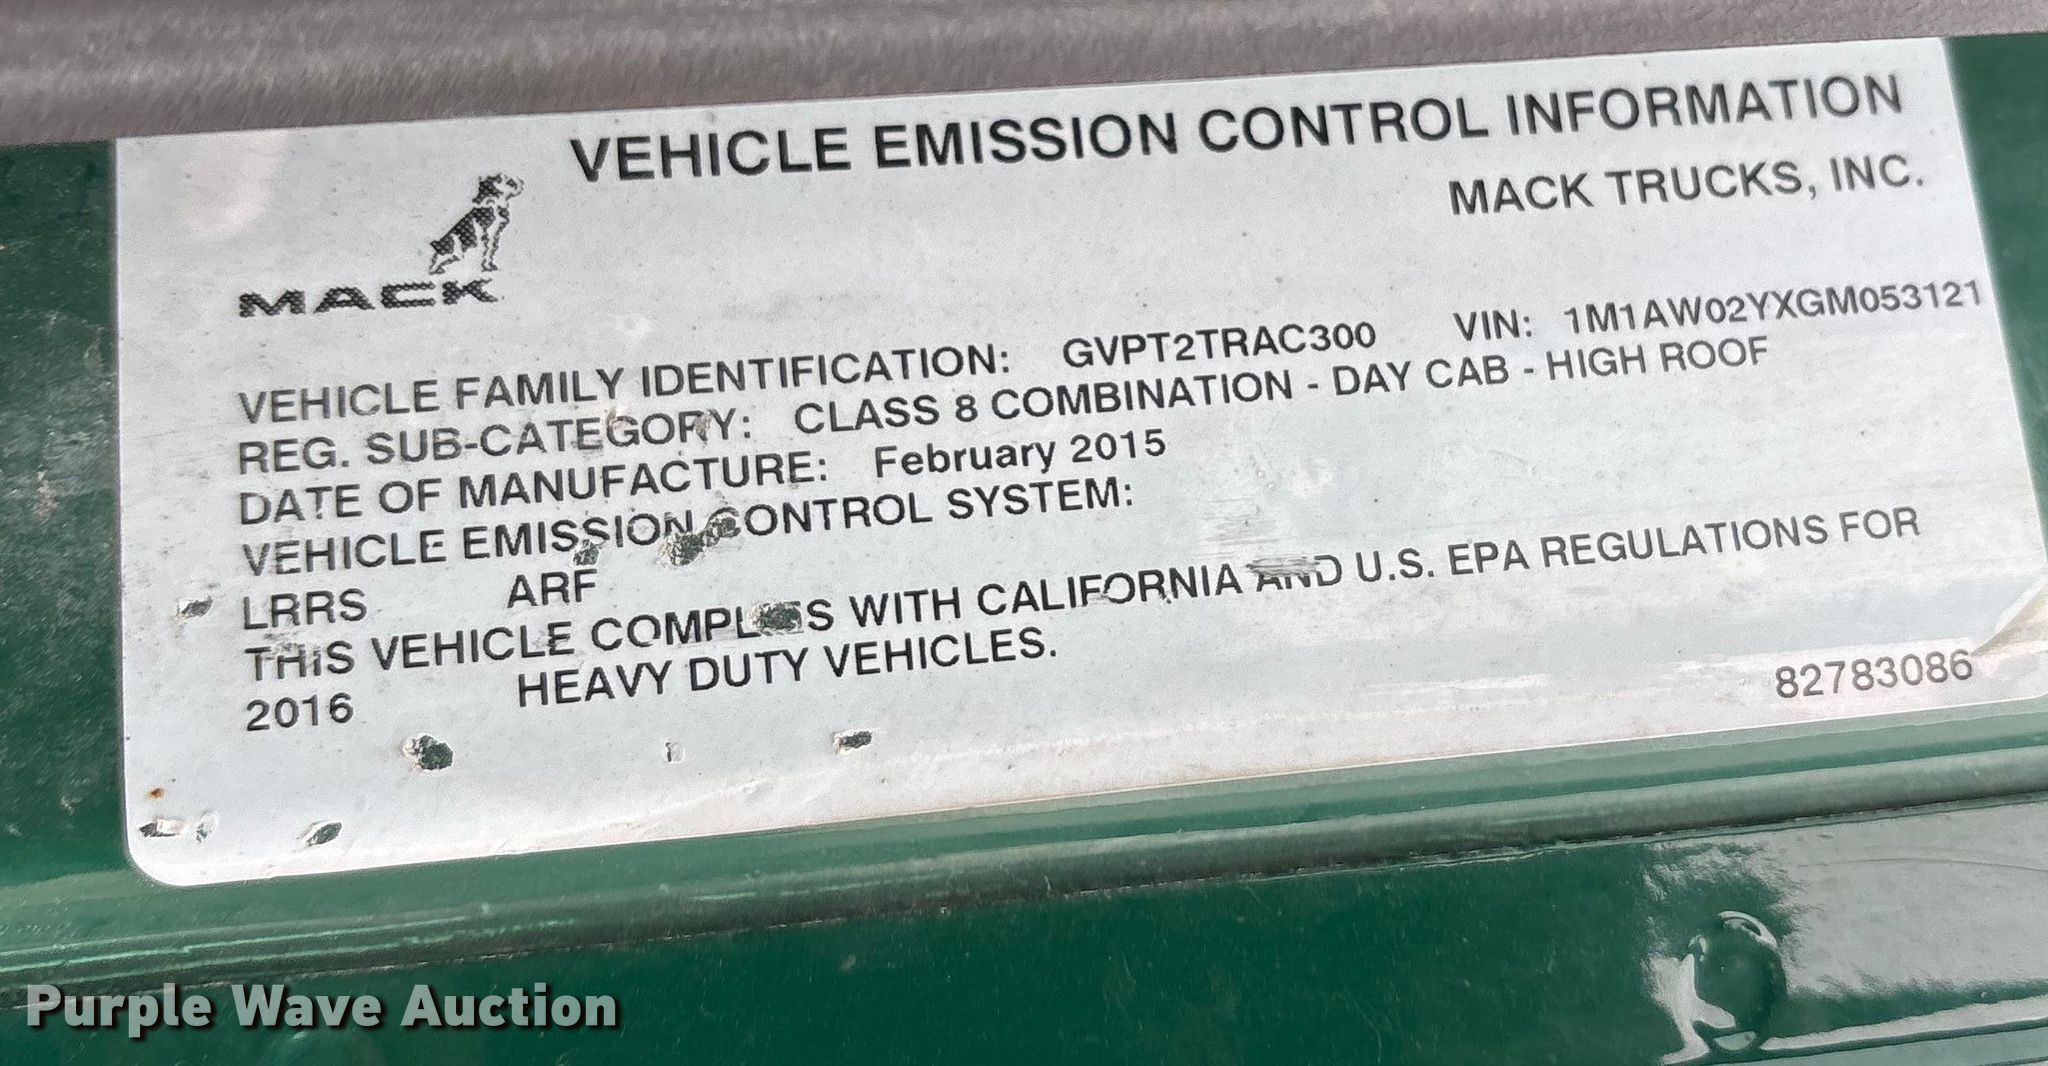 VEHICLE EMISSION CONTROL INFORMATION
MACK TRUCKS, INC.
MACK
VEHICLE FAMILY IDENTIFICATION: GVPT2TRAC300 VIN: 1M1AW02YXGM053121
REG. SUB-CATEGORY: CLASS 8 COMBINATION - DAY CAB - HIGH ROOF
DATE OF MANUFACTURE: February 2015
VEHICLE EMISSION CONTROL SYSTEM:
LRRS ARF
THIS VEHICLE COMPLIES WITH CALIFORNIA AND U.S. EPA REGULATIONS FOR
2016 HEAVY DUTY VEHICLES.
82783086
Purple Wave Auction